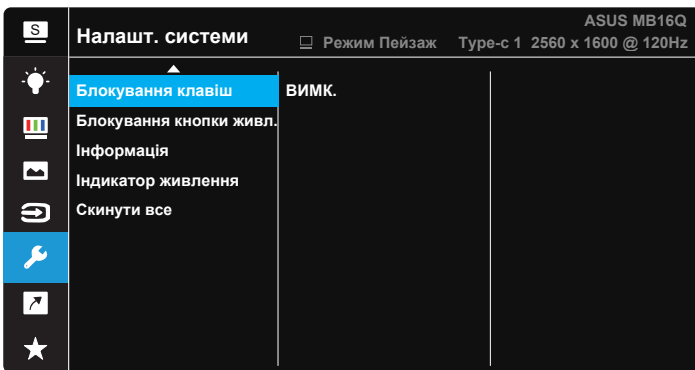 S
ASUS MB16Q
Налашт. системи
Режим Пейзаж Type-c 1 2560 x 1600 @ 120Hz
Блокування клавіш ВИМК.
Блокування кнопки живл.
Інформація
Індикатор живлення
Скинути все